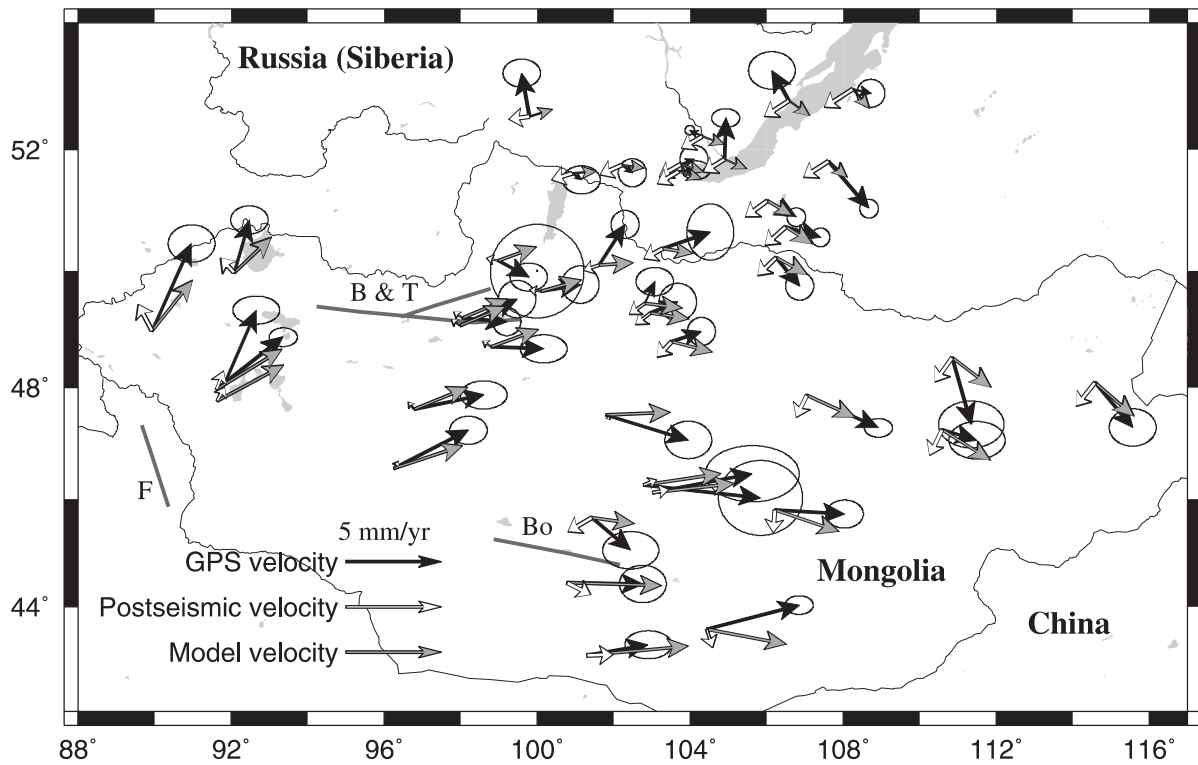 Russia (Siberia)
52°
B & T
48°
F
5 mm/yr
Bo
GPS velocity
Mongolia
Postseismic velocity
44°
China
Model velocity
88° 92° 96° 100° 104° 108° 112° 116°